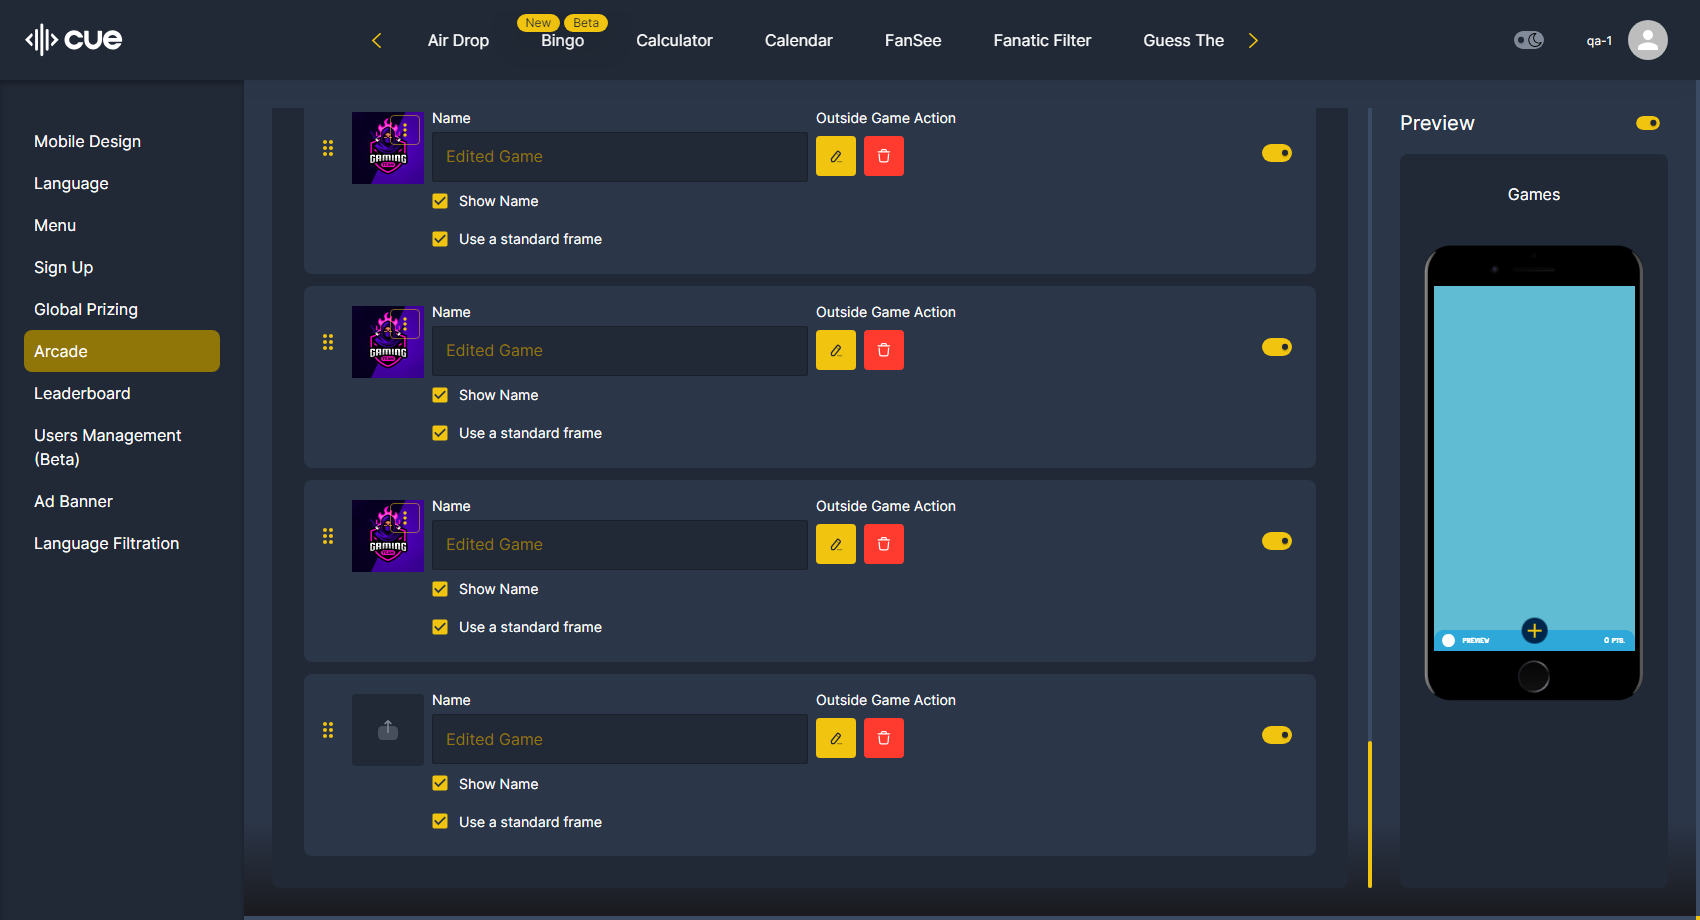 cue
Air Drop
New
Beta
Bingo
Calculator
Calendar
FanSee
Fanatic Filter
Guess The
qa-1
Mobile Design
Language
Menu
Sign Up
Global Prizing
Arcade
Leaderboard
Users Management
(Beta)
Ad Banner
Language Filtration
GAMING
Name
Edited Game
Outside Game Action
Show Name
Use a standard frame
GAMING
Name
Edited Game
Outside Game Action
Show Name
Use a standard frame
GAMING
Name
Edited Game
Outside Game Action
Show Name
Use a standard frame
Name
Edited Game
Outside Game Action
Show Name
Use a standard frame
Preview
Games
PREVIEW
0 PTS.